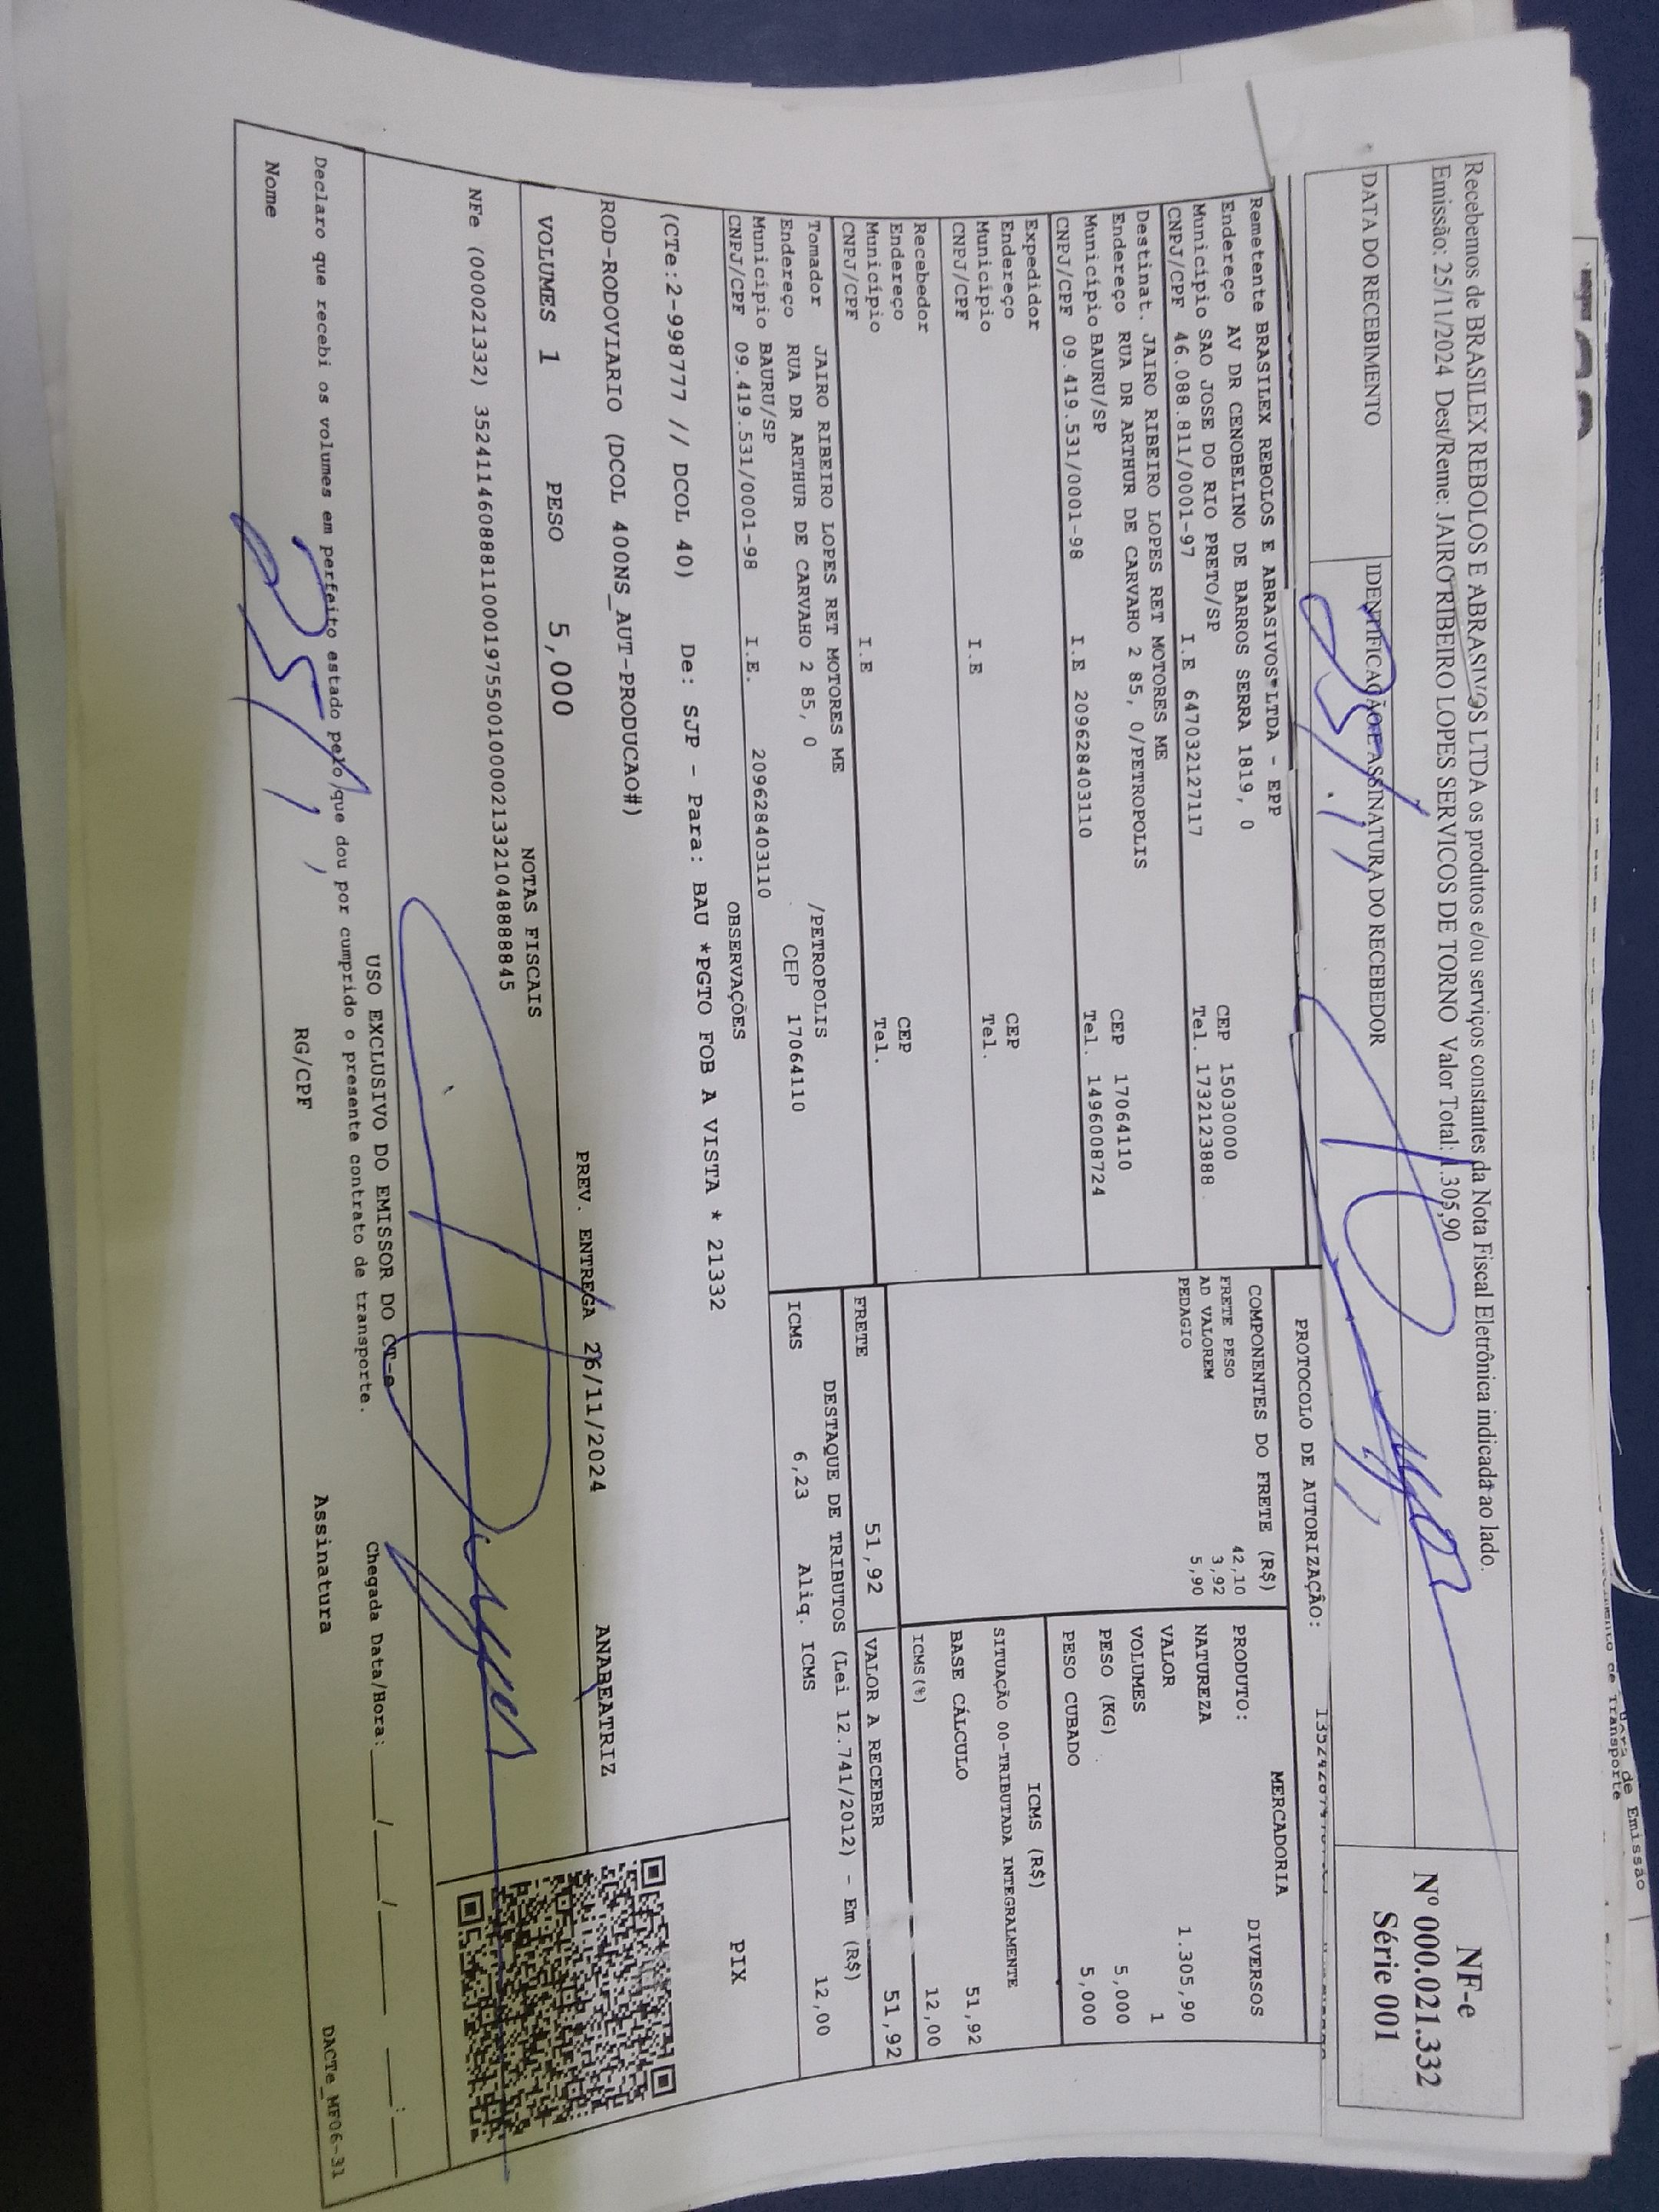 Recebemos de BRASILEX REBOLOS E ABRASIVOS LTDA os produtos e/ou serviços constantes da Nota Fiscal Eletrônica indicada ao lado.
Emissão: 25/11/2024 Dest/Reme: JAIRO RIBEIRO LOPES SERVICOS DE TORNO Valor Total: 1.305,90
DATA DO RECEBIMENTO
IDENTIFICAÇÃO E ASSINATURA DO RECEBEDOR
25/11
NF-e
Nº 000.021.332
Série 001
PROTOCOLO DE AUTORIZAÇÃO:
Remetente BRASILEX REBOLOS E ABRASIVOS LTDA - EPP
Endereço AV DR CENOBELINO DE BARROS SERRA 1819, 0 CEP 15030000
Município SAO JOSE DO RIO PRETO/SP Tel. 1732123888
CNPJ/CPF 46.088.811/0001-97 I.E 647032127117
Destinat. JAIRO RIBEIRO LOPES RET MOTORES ME
Endereço RUA DR ARTHUR DE CARVAHO 2 85, 0/PETROPOLIS CEP 17064110
Município BAURU/SP Tel. 1496008724
CNPJ/CPF 09.419.531/0001-98 I.E 209628403110
Expedidor
Endereço CEP
Município Tel.
CNPJ/CPF I.E
Recebedor
Endereço CEP
Município Tel.
CNPJ/CPF I.E
Tomador JAIRO RIBEIRO LOPES RET MOTORES ME /PETROPOLIS
Endereço RUA DR ARTHUR DE CARVAHO 2 85, 0 CEP 17064110
Município BAURU/SP
CNPJ/CPF 09.419.531/0001-98 I.E. 209628403110
COMPONENTES DO FRETE (R$)
FRETE PESO 42,10
AD VALOREM 3,92
PEDAGIO 5,90
MERCADORIA
PRODUTO: DIVERSOS
NATUREZA
VALOR 1.305,90
VOLUMES 1
PESO (KG) 5,000
PESO CUBADO 5,000
ICMS (R$)
SITUAÇÃO 00-TRIBUTADA INTEGRALMENTE
BASE CÁLCULO 51,92
ICMS(%) 12,00
FRETE 51,92
VALOR A RECEBER 51,92
DESTAQUE DE TRIBUTOS (Lei 12.741/2012) - Em (R$)
ICMS 6,23 Aliq. ICMS 12,00
OBSERVAÇÕES
(CTe:2-998777 // DCOL 40) De: SJP - Para: BAU *PGTO FOB A VISTA * 21332
ROD-RODOVIARIO (DCOL 400NS_AUT-PRODUCAO#)
PIX
VOLUMES 1 PESO 5,000 PREV. ENTREGA 26/11/2024 ANABEATRIZ
NOTAS FISCAIS
NFe (000021332) 35241146088811000197550010000213321048888845
USO EXCLUSIVO DO EMISSOR DO CT-e
Chegada Data/Hora:____/____/____ ___:___
Declaro que recebi os volumes em perfeito estado pelo que dou por cumprido o presente contrato de transporte.
Nome RG/CPF Assinatura
25/11
DACTe_MF06-31